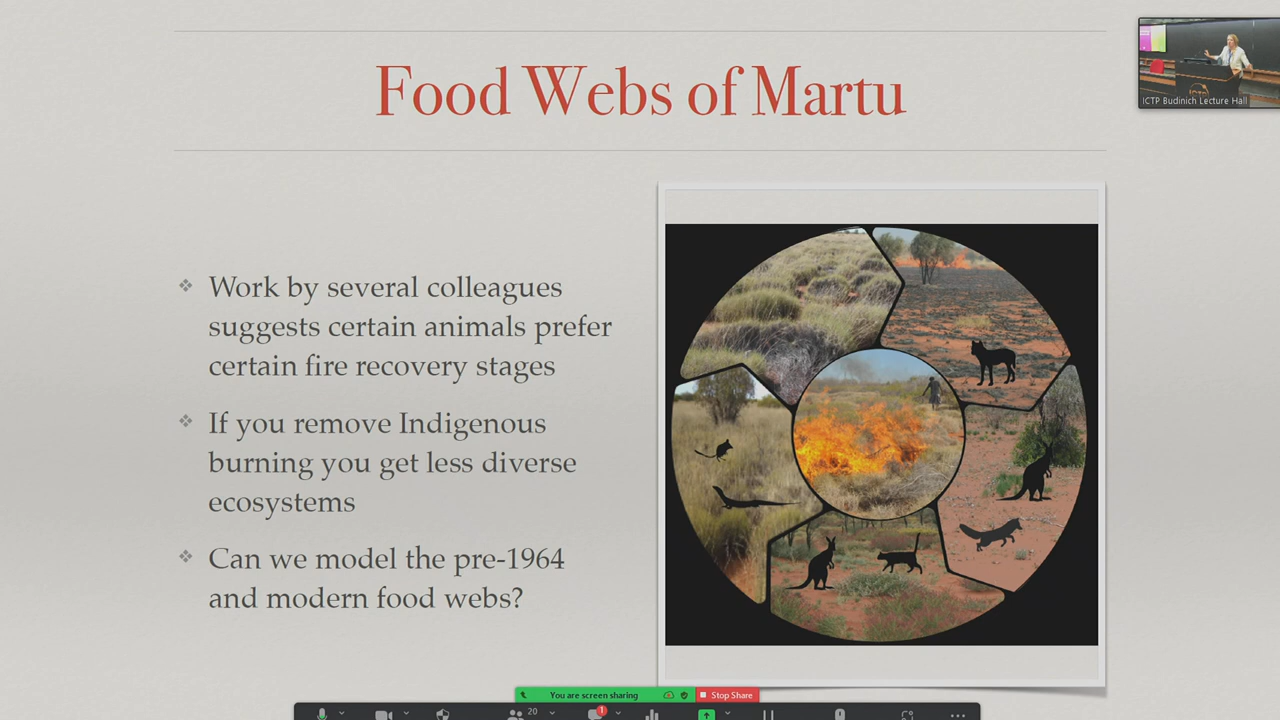 Food Webs of Martu
ICTP Budinich Lecture Hall
Work by several colleagues
suggests certain animals prefer
certain fire recovery stages
If you remove Indigenous
burning you get less diverse
ecosystems
Can we model the pre-1964
and modern food webs?
You are screen sharing
Stop Share
20
1